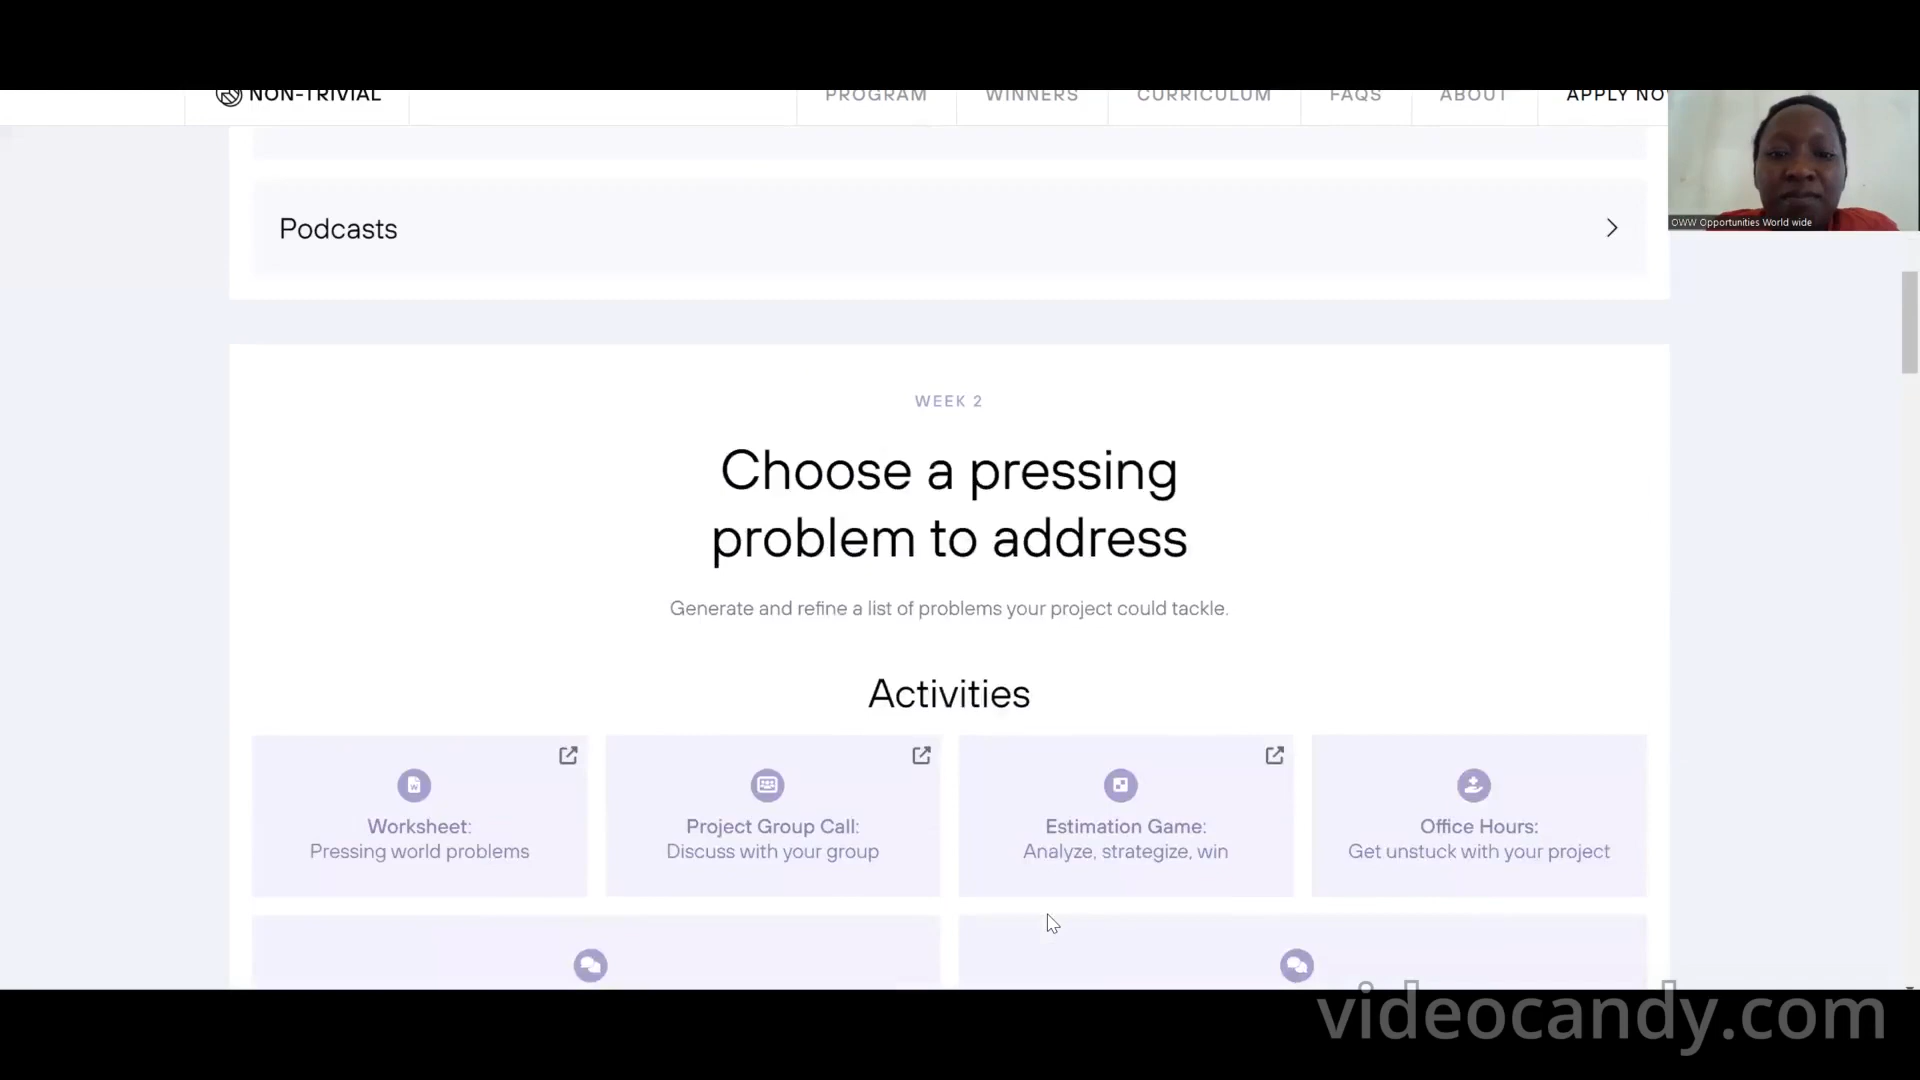 NON-TRIVIAL
PROGRAM
WINNERS
CURRICULUM
FAQS
ABOUT
APPLY NO
OWW Opportunities World wide
Podcasts
WEEK 2
Choose a pressing
problem to address
Generate and refine a list of problems your project could tackle.
Activities
Worksheet:
Pressing world problems
Project Group Call:
Discuss with your group
Estimation Game:
Analyze, strategize, win
Office Hours:
Get unstuck with your project
videocandy.com